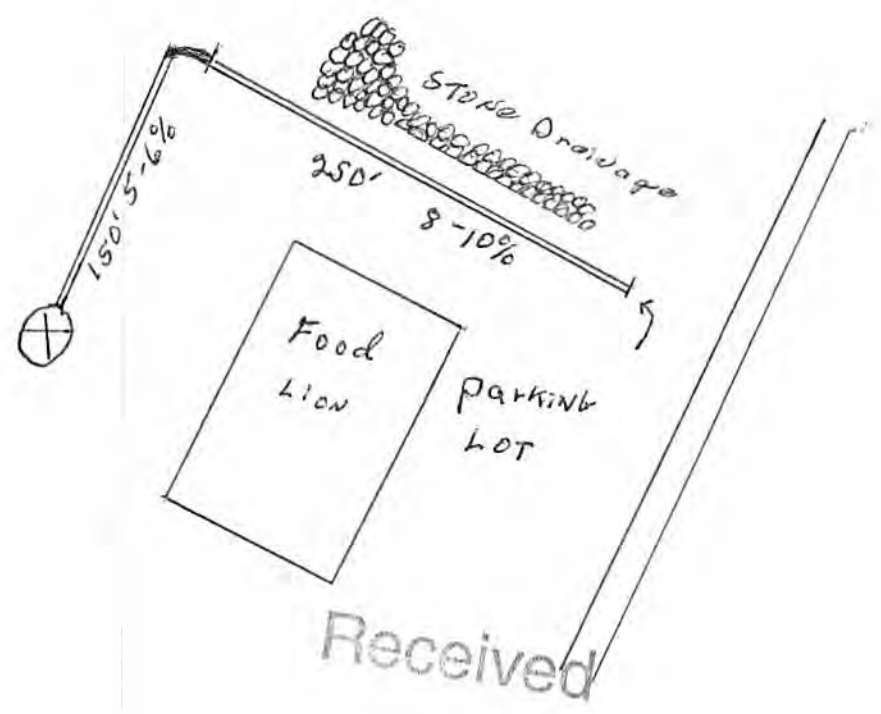 STONE Drainage
150' 5-6%
250'
8-10%
Food
LION
ParKING
LOT
Received